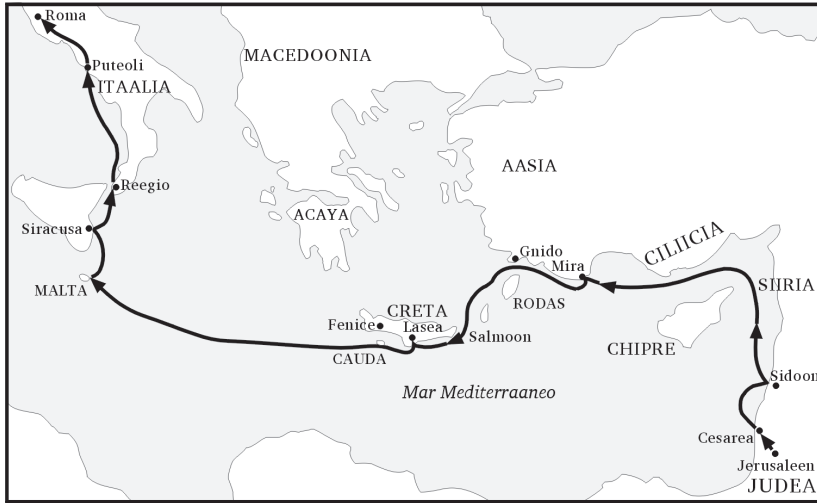 Roma
MACEDOONIA
Puteoli
ITAALIA
AASIA
Reegio
ACAYA
Siracusa
CILIICIA
Gnido
Mira
MALTA
SIIRIA
RODAS
CRETA
Fenice
Lasea
Salmoon
CHIPRE
CAUDA
Sidoon
Mar Mediterraaneo
Cesarea
Jerusaleen
JUDEA